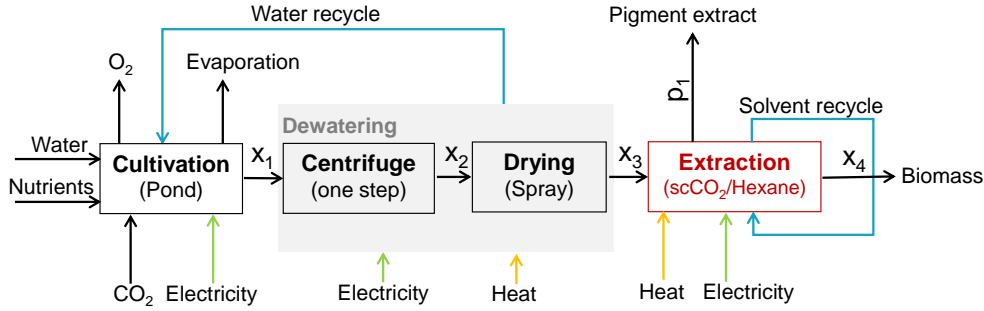 Pigment extract
Water recycle
O₂
Evaporation
p₁
Solvent recycle
Dewatering
Water
Cultivation
(Pond)
x₁
Centrifuge
(one step)
x₂
Drying
(Spray)
x₃
Extraction
(scCO₂/Hexane)
x₄
Biomass
Nutrients
CO₂
Electricity
Electricity
Heat
Heat
Electricity